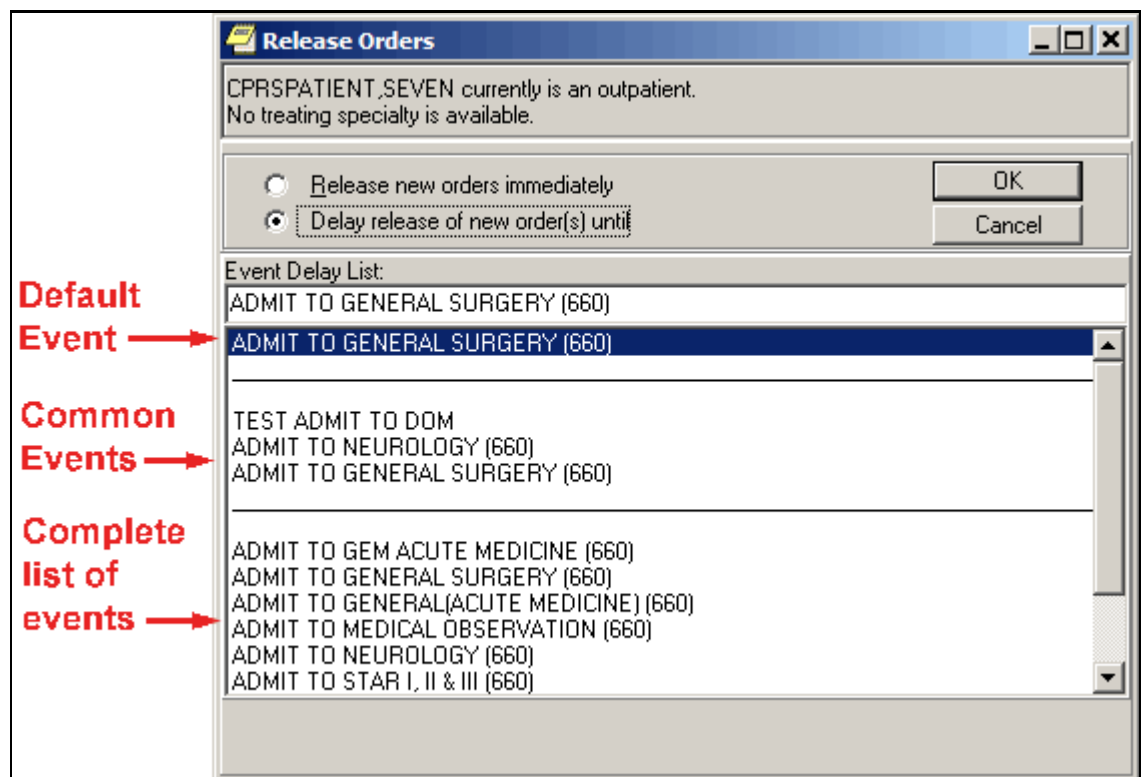 Release Orders
CPRSPATIENT,SEVEN currently is an outpatient.
No treating specialty is available.
Release new orders immediately
OK
Delay release of new order(s) until
Cancel
Event Delay List:
ADMIT TO GENERAL SURGERY (660)
Default
Event
ADMIT TO GENERAL SURGERY (660)
Common
Events
TEST ADMIT TO DOM
ADMIT TO NEUROLOGY (660)
ADMIT TO GENERAL SURGERY (660)
Complete
list of
events
ADMIT TO GEM ACUTE MEDICINE (660)
ADMIT TO GENERAL SURGERY (660)
ADMIT TO GENERAL(ACUTE MEDICINE) (660)
ADMIT TO MEDICAL OBSERVATION (660)
ADMIT TO NEUROLOGY (660)
ADMIT TO STAR I, II & III (660)